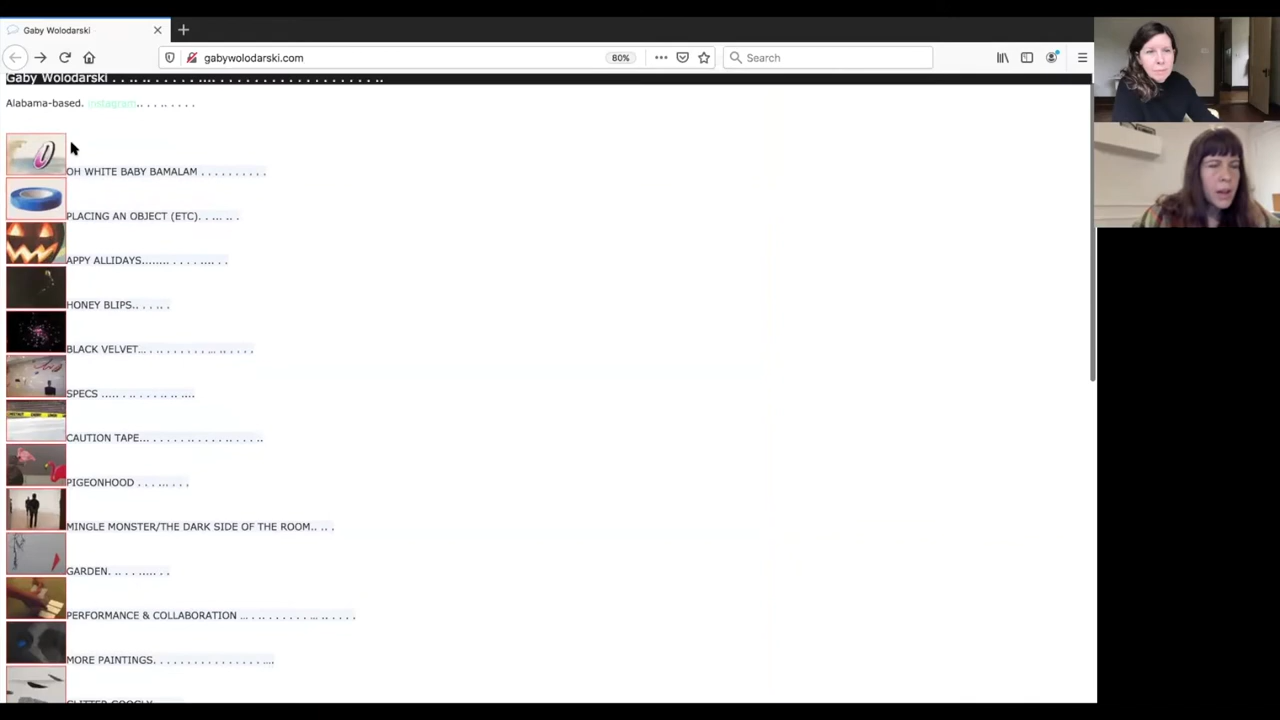 Gaby Wolodarski
gabywolodarski.com
80%
Search
Gaby Wolodarski . . .. .. . . . . . .... . . . . . . . . . . . . . . . . . . ..
Alabama-based. instagram.. . . .. . . . .
OH WHITE BABY BAMALAM . . . . . . . . . .
PLACING AN OBJECT (ETC). . ... .. .
APPY ALLIDAYS........ . . . . .... . .
HONEY BLIPS.. . . . .. .
BLACK VELVET... . .. . . . . . . ... .. . . . .
SPECS ..... . .. . . . .. .. ....
CAUTION TAPE... . . . . . .. . . . . .. . . . ..
PIGEONHOOD . . . ... . . .
MINGLE MONSTER/THE DARK SIDE OF THE ROOM.. .. .
GARDEN. .. . . ..... . .
PERFORMANCE & COLLABORATION ... . .. . . . . . . ... .. . . . .
MORE PAINTINGS. . . . . . . . . . . . . . . ....